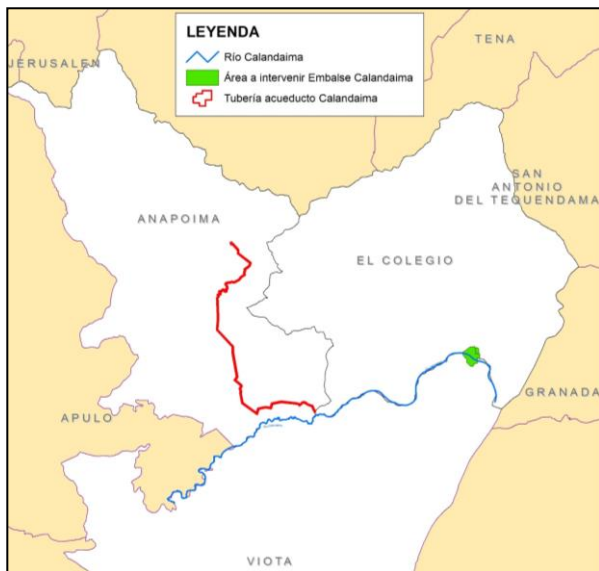 LEYENDA
Río Calandaima
Área a intervenir Embalse Calandaima
Tubería acueducto Calandaima
TENA
JERUSALEN
SAN
ANTONIO
DEL TEQUENDAMA
ANAPOIMA
EL COLEGIO
GRANADA
APULO
VIOTA